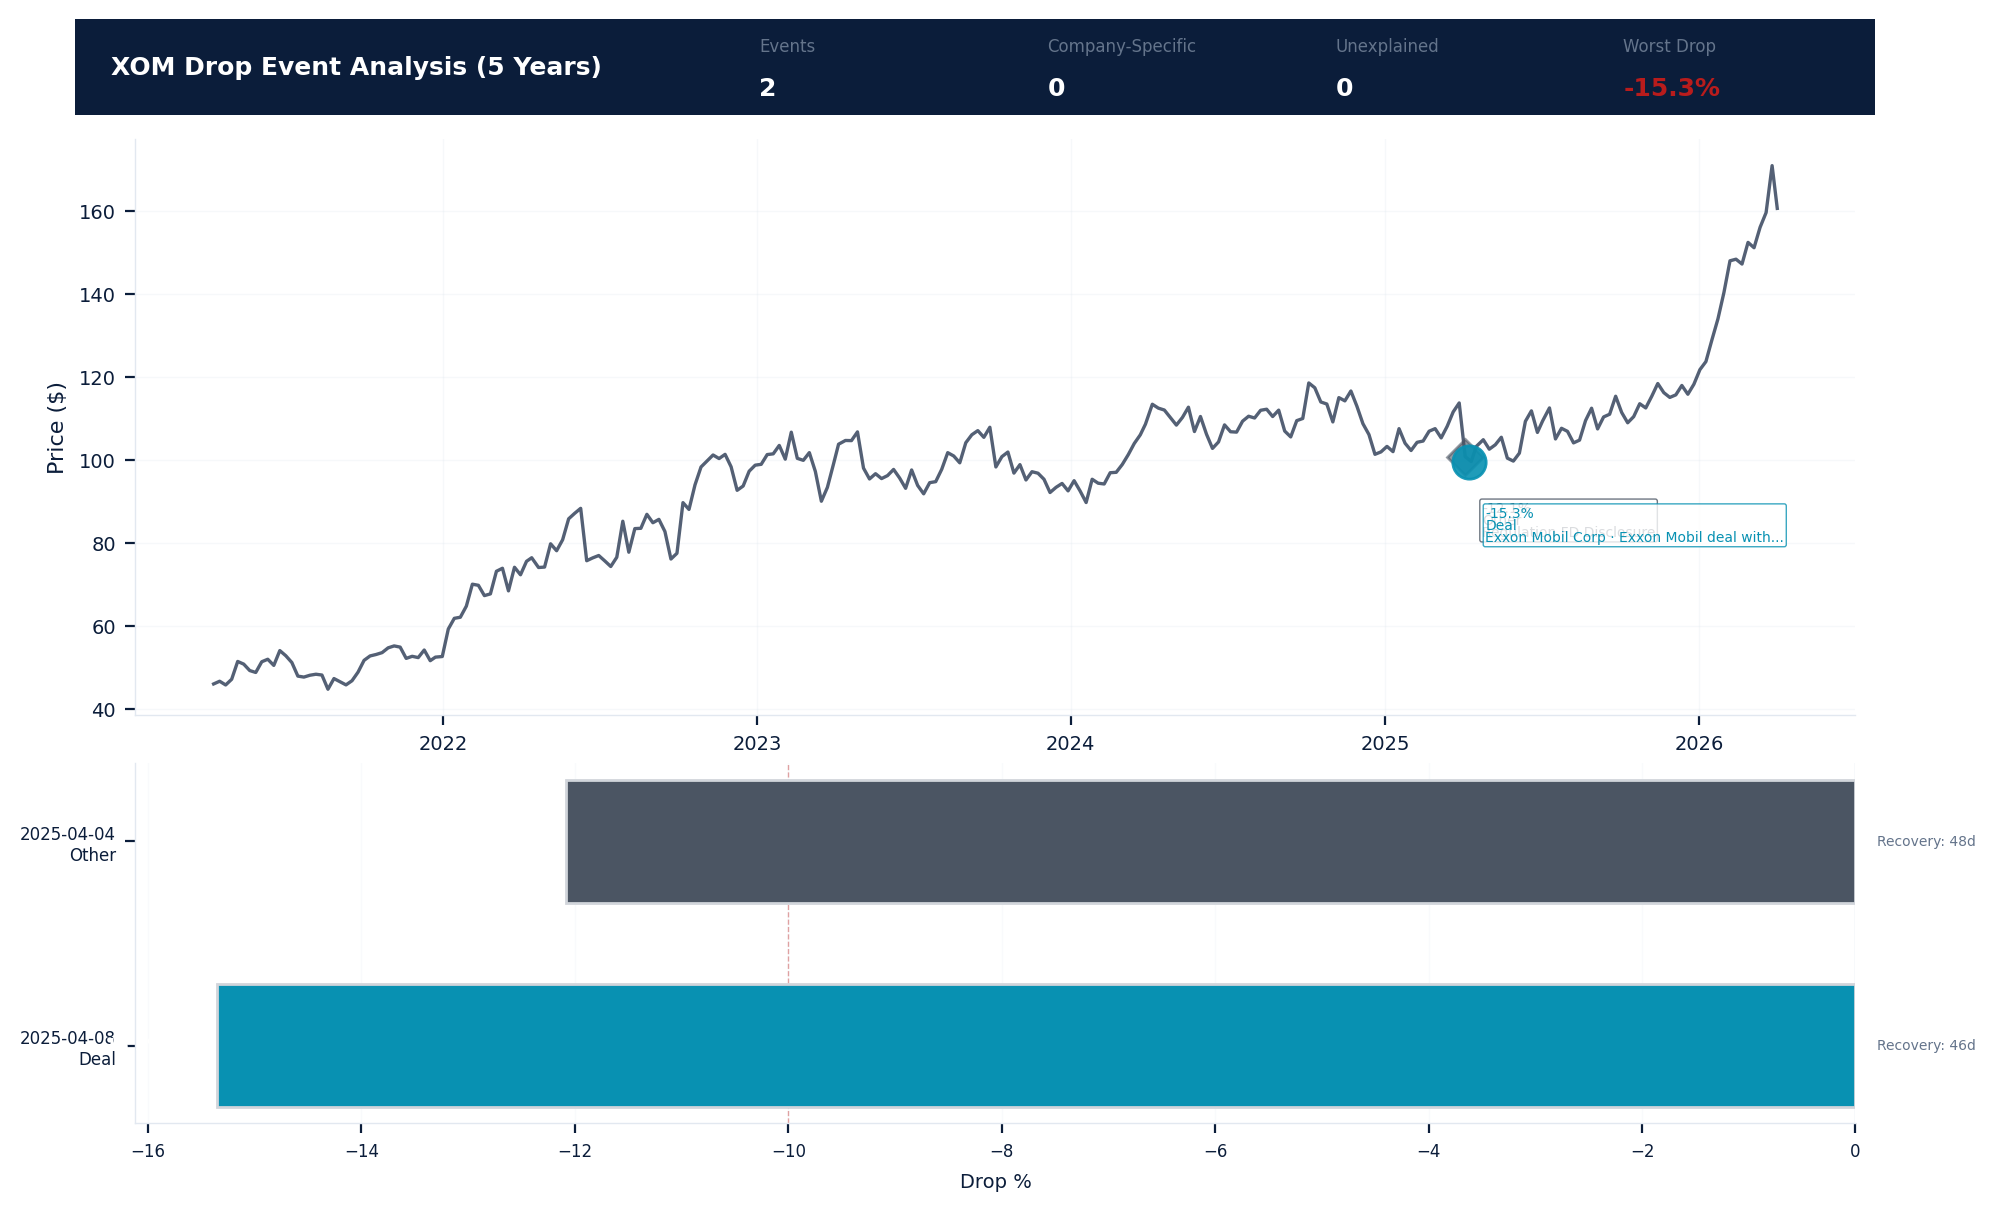 XOM Drop Event Analysis (5 Years)
Events
2
Company-Specific
0
Unexplained
0
Worst Drop
-15.3%
Price ($)
160
140
120
100
80
60
40
-15.3%
Deal
Exxon Mobil Corp · Exxon Mobil deal with...
FD Disclosure
2022
2023
2024
2025
2026
2025-04-04
Other
Recovery: 48d
2025-04-08
Deal
Recovery: 46d
−16
−14
−12
−10
−8
−6
−4
−2
0
Drop %